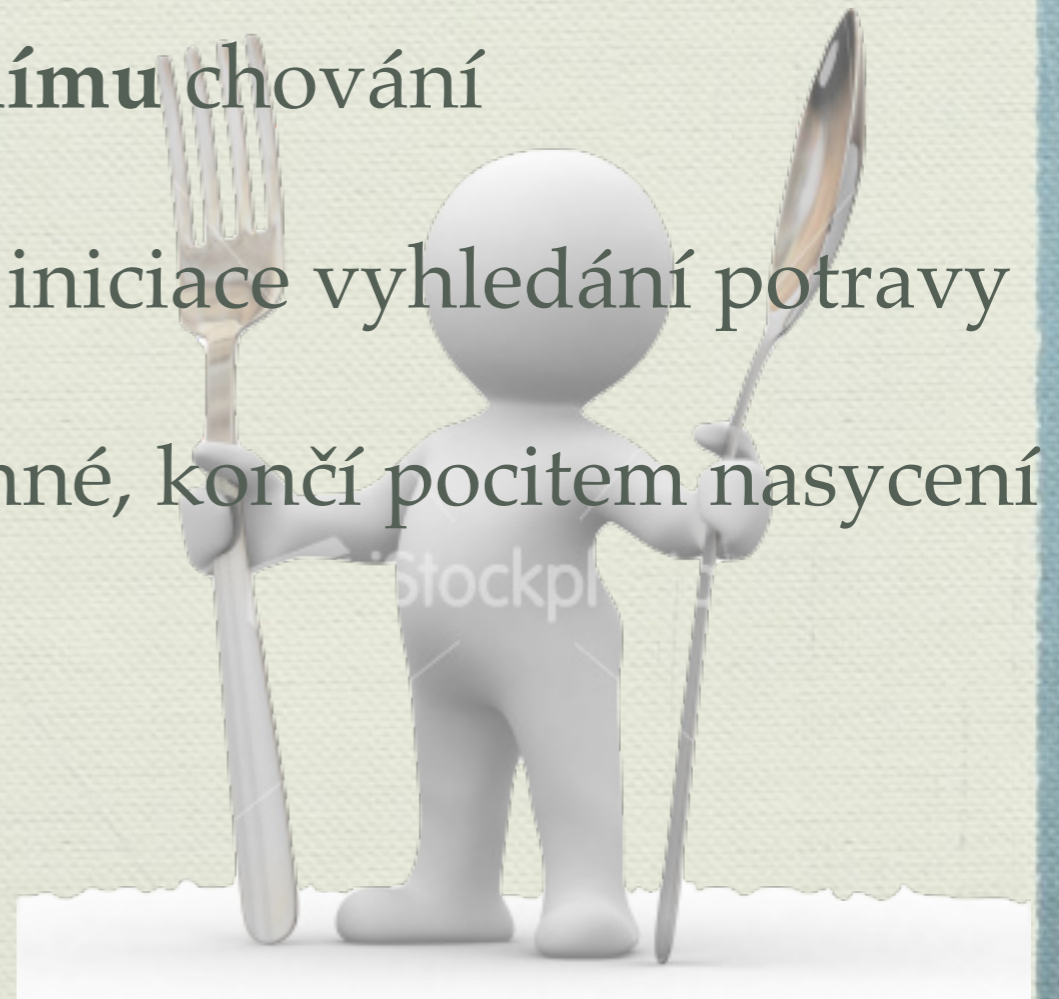 ímu chování
iniciace vyhledání potravy
nné, končí pocitem nasycení
iStockpl